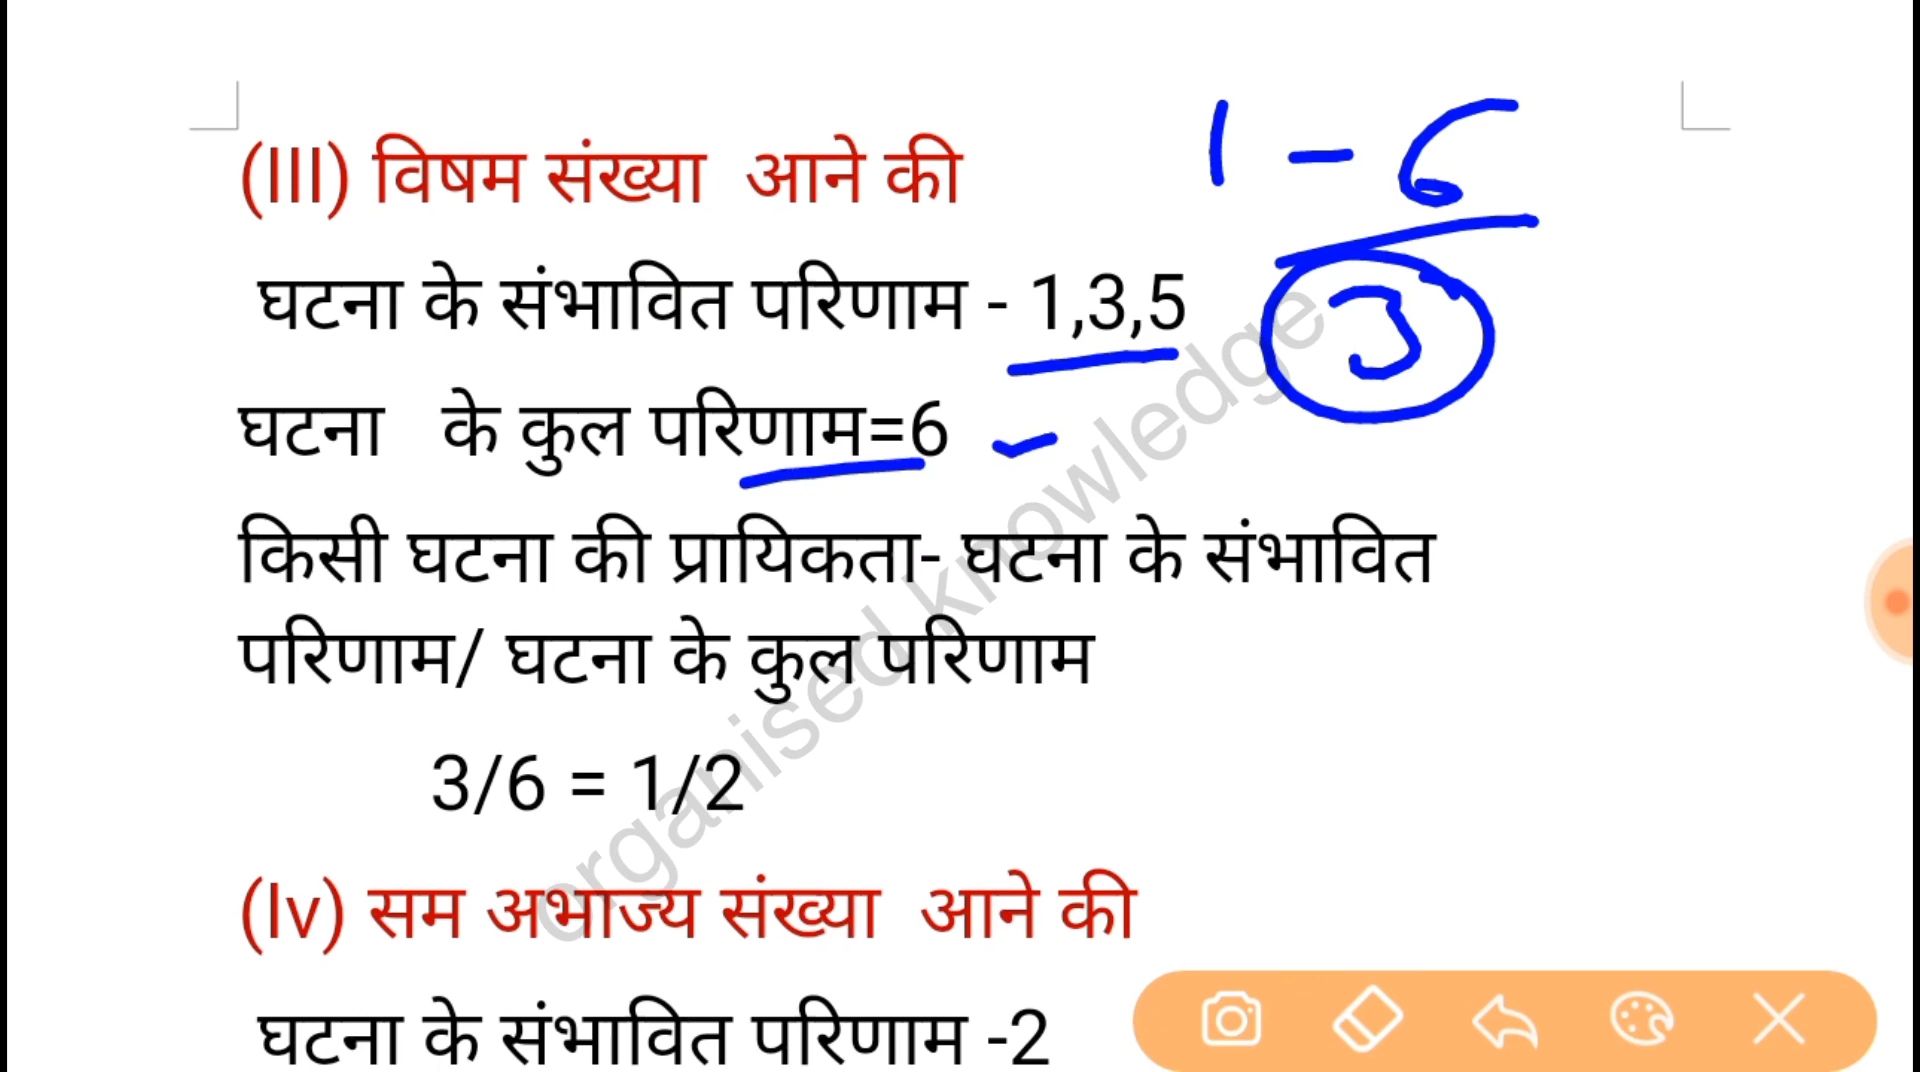 (III) विषम संख्या आने की
1 - 6
घटना के संभावित परिणाम - 1,3,5
3
घटना के कुल परिणाम=6
किसी घटना की प्रायिकता- घटना के संभावित
परिणाम/ घटना के कुल परिणाम
3/6 = 1/2
(Iv) सम अभाज्य संख्या आने की
घटना के संभावित परिणाम -2
organised knowledge